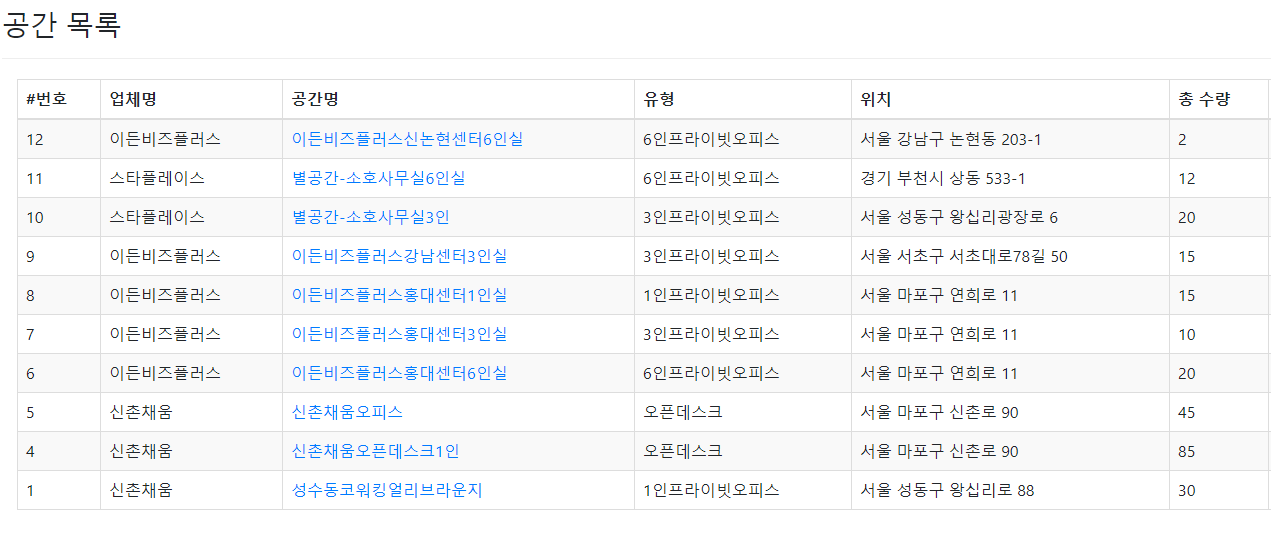 공간 목록
#번호 업체명 공간명 유형 위치 총 수량
12 이든비즈플러스 이든비즈플러스신논현센터6인실 6인프라이빗오피스 서울 강남구 논현동 203-1 2
11 스타플레이스 별공간-소호사무실6인실 6인프라이빗오피스 경기 부천시 상동 533-1 12
10 스타플레이스 별공간-소호사무실3인 3인프라이빗오피스 서울 성동구 왕십리광장로 6 20
9 이든비즈플러스 이든비즈플러스강남센터3인실 3인프라이빗오피스 서울 서초구 서초대로78길 50 15
8 이든비즈플러스 이든비즈플러스홍대센터1인실 1인프라이빗오피스 서울 마포구 연희로 11 15
7 이든비즈플러스 이든비즈플러스홍대센터3인실 3인프라이빗오피스 서울 마포구 연희로 11 10
6 이든비즈플러스 이든비즈플러스홍대센터6인실 6인프라이빗오피스 서울 마포구 연희로 11 20
5 신촌채움 신촌채움오피스 오픈데스크 서울 마포구 신촌로 90 45
4 신촌채움 신촌채움오픈데스크1인 오픈데스크 서울 마포구 신촌로 90 85
1 신촌채움 성수동코워킹얼리브라운지 1인프라이빗오피스 서울 성동구 왕십리로 88 30